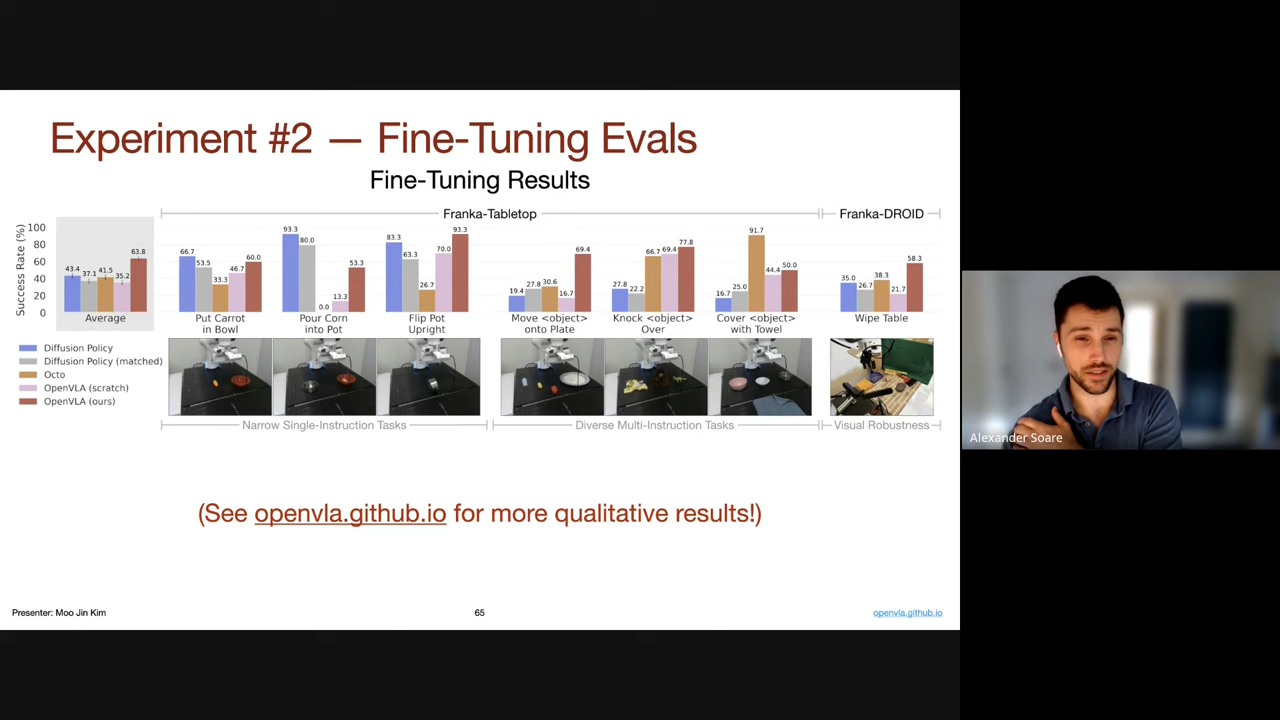 Experiment #2 — Fine-Tuning Evals
Fine-Tuning Results
Franka-Tabletop
Franka-DROID
Success Rate (%)
100
80
60
40
20
0
43.4 37.1 41.5 35.2 63.8
66.7 53.5 33.3 46.7 60.0
93.3 80.0 0.0 13.3 53.3
83.3 63.3 26.7 70.0 93.3
19.4 27.8 30.6 16.7 69.4
27.8 22.2 66.7 69.4 77.8
16.7 25.0 91.7 44.4 50.0
35.0 26.7 38.3 21.7 58.3
Average
Put Carrot
in Bowl
Pour Corn
into Pot
Flip Pot
Upright
Move <object>
onto Plate
Knock <object>
Over
Cover <object>
with Towel
Wipe Table
Diffusion Policy
Diffusion Policy (matched)
Octo
OpenVLA (scratch)
OpenVLA (ours)
Narrow Single-Instruction Tasks
Diverse Multi-Instruction Tasks
Visual Robustness
(See openvla.github.io for more qualitative results!)
Presenter: Moo Jin Kim
65
openvla.github.io
Alexander Soare